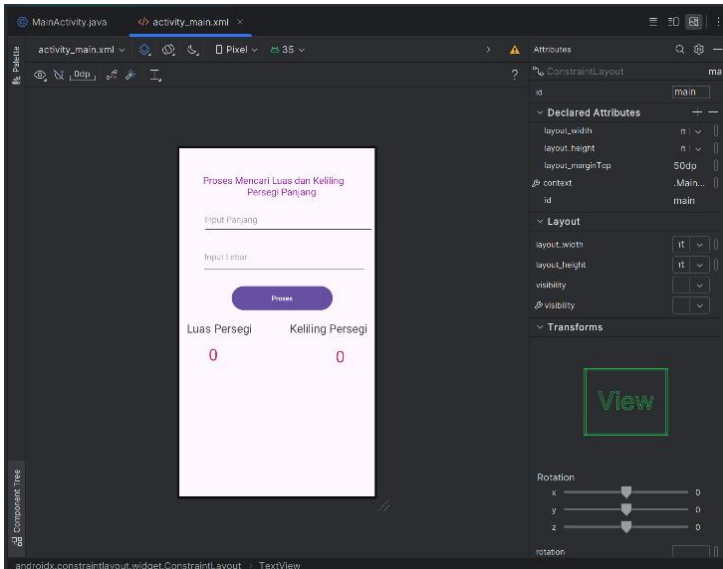 MainActivity.java
activity_main.xml
activity_main.xml
Pixel
35
Attributes
Palette
0dp
?
ConstraintLayout
ma
id
main
Declared Attributes
layout_width
layout_height
layout_marginTop
50dp
context
.Main...
id
main
Layout
layout_width
layout_height
visibility
visibility
Transforms
View
Rotation
x
0
y
0
z
0
rotation
Proses Mencari Luas dan Keliling
Persegi Panjang
Input Panjang
Input Lebar
Proses
Luas Persegi
Keliling Persegi
0
0
Component Tree
androidx.constraintlayout.widget.ConstraintLayout > TextView